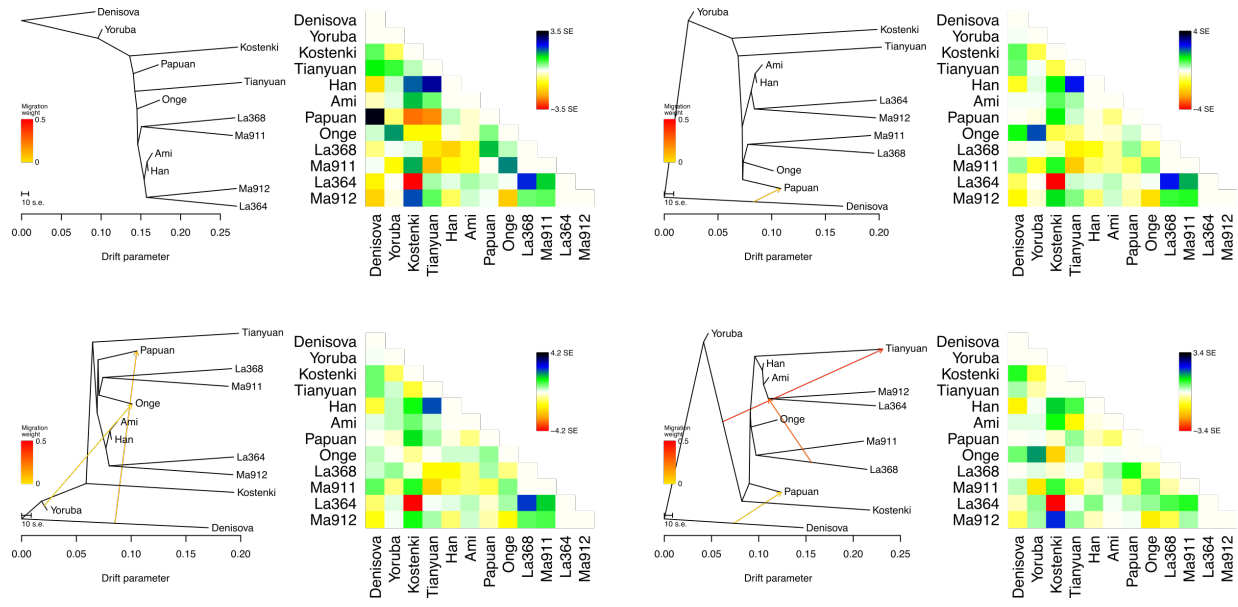 Denisova
Yoruba
Kostenki
Papuan
Tianyuan
Onge
La368
Ma911
Ami
Han
Ma912
La364
Migration
weight
0.5
0
10 s.e.
0.00 0.05 0.10 0.15 0.20 0.25
Drift parameter
Denisova
Yoruba
Kostenki
Tianyuan
Han
Ami
Papuan
Onge
La368
Ma911
La364
Ma912
3.5 SE
−3.5 SE
Denisova Yoruba Kostenki Tianyuan Han Ami Papuan Onge La368 Ma911 La364 Ma912
Yoruba
Kostenki
Tianyuan
Ami
Han
La364
Ma912
Ma911
La368
Onge
Papuan
Denisova
Migration
weight
0.5
0
10 s.e.
0.00 0.05 0.10 0.15 0.20
Drift parameter
Denisova
Yoruba
Kostenki
Tianyuan
Han
Ami
Papuan
Onge
La368
Ma911
La364
Ma912
4 SE
−4 SE
Denisova Yoruba Kostenki Tianyuan Han Ami Papuan Onge La368 Ma911 La364 Ma912
Tianyuan
Papuan
La368
Ma911
Onge
Ami
Han
La364
Ma912
Kostenki
Yoruba
Denisova
Migration
weight
0.5
0
10 s.e.
0.00 0.05 0.10 0.15 0.20
Drift parameter
Denisova
Yoruba
Kostenki
Tianyuan
Han
Ami
Papuan
Onge
La368
Ma911
La364
Ma912
4.2 SE
−4.2 SE
Denisova Yoruba Kostenki Tianyuan Han Ami Papuan Onge La368 Ma911 La364 Ma912
Yoruba
Tianyuan
Han
Ami
Ma912
La364
Onge
Ma911
La368
Papuan
Kostenki
Denisova
Migration
weight
0.5
0
10 s.e.
0.00 0.05 0.10 0.15 0.20 0.25
Drift parameter
Denisova
Yoruba
Kostenki
Tianyuan
Han
Ami
Papuan
Onge
La368
Ma911
La364
Ma912
3.4 SE
−3.4 SE
Denisova Yoruba Kostenki Tianyuan Han Ami Papuan Onge La368 Ma911 La364 Ma912